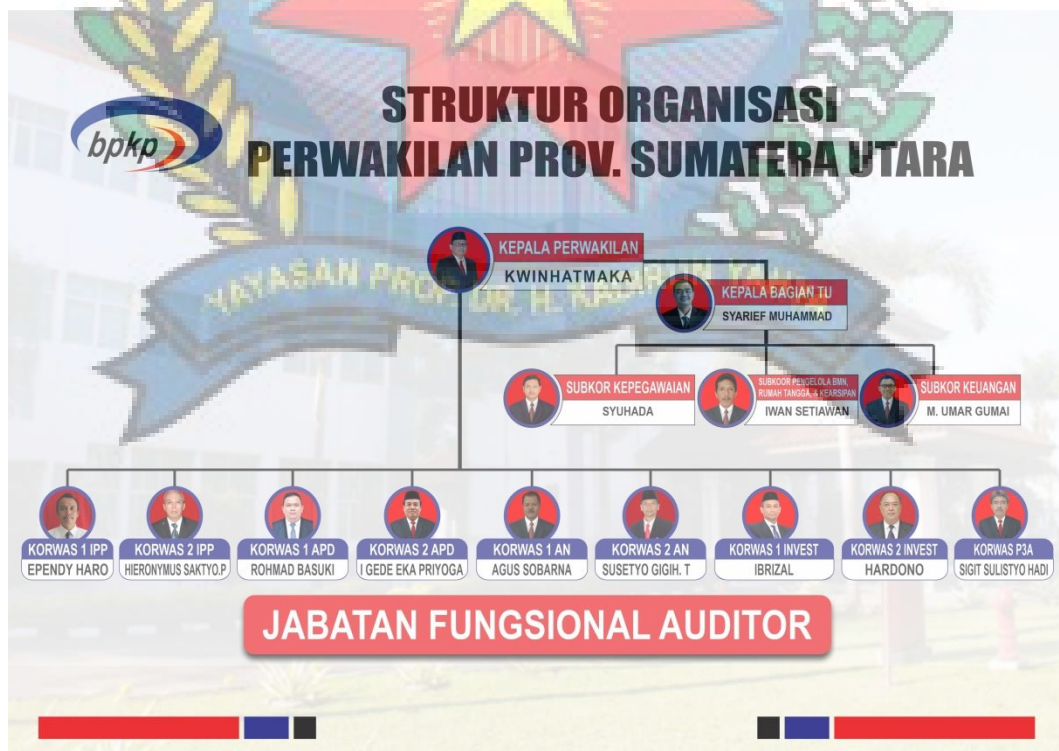 bpkp
STRUKTUR ORGANISASI
PERWAKILAN PROV. SUMATERA UTARA
KEPALA PERWAKILAN
KWINHATMAKA
YAYASAN PROF. DR. H.
KEPALA BAGIAN TU
SYARIEF MUHAMMAD
SUBKOR KEPEGAWAIAN
SYUHADA
SUBKOOR PENGELOLA BMN,
RUMAH TANGGA, & KEARSIPAN
IWAN SETIAWAN
SUBKOR KEUANGAN
M. UMAR GUMAI
KORWAS 1 IPP
EPENDY HARO
KORWAS 2 IPP
HIERONYMUS SAKTYO.P
KORWAS 1 APD
ROHMAD BASUKI
KORWAS 2 APD
I GEDE EKA PRIYOGA
KORWAS 1 AN
AGUS SOBARNA
KORWAS 2 AN
SUSETYO GIGIH. T
KORWAS 1 INVEST
IBRIZAL
KORWAS 2 INVEST
HARDONO
KORWAS P3A
SIGIT SULISTYO HADI
JABATAN FUNGSIONAL AUDITOR